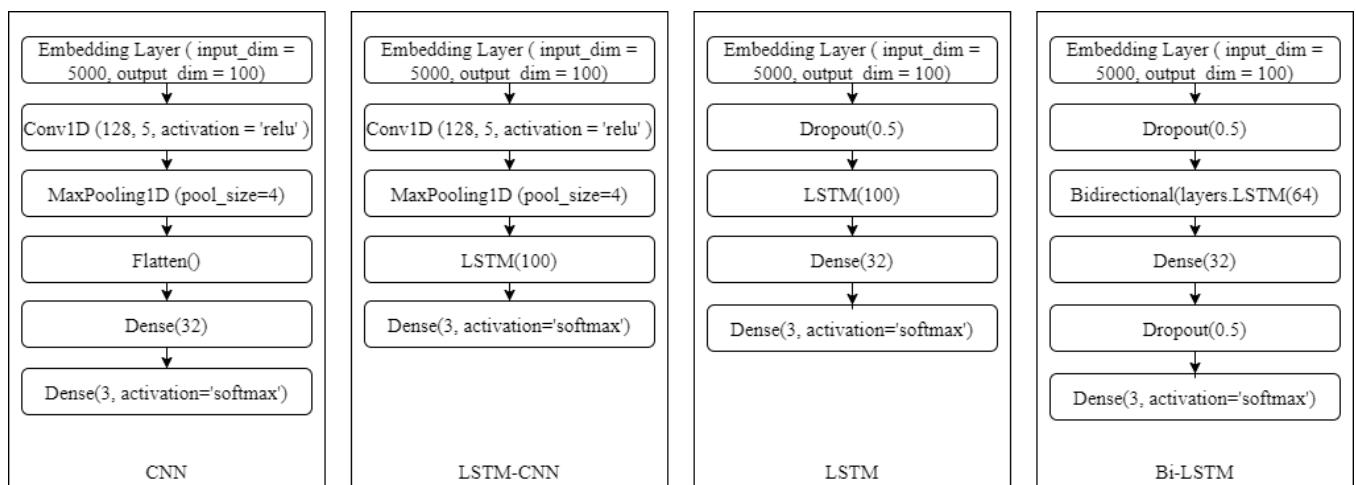 Embedding Layer ( input_dim =
5000, output_dim = 100)
Conv1D (128, 5, activation = 'relu' )
MaxPooling1D (pool_size=4)
Flatten()
Dense(32)
Dense(3, activation='softmax')
CNN
Embedding Layer ( input_dim =
5000, output_dim = 100)
Conv1D (128, 5, activation = 'relu' )
MaxPooling1D (pool_size=4)
LSTM(100)
Dense(3, activation='softmax')
LSTM-CNN
Embedding Layer ( input_dim =
5000, output_dim = 100)
Dropout(0.5)
LSTM(100)
Dense(32)
Dense(3, activation='softmax')
LSTM
Embedding Layer ( input_dim =
5000, output_dim = 100)
Dropout(0.5)
Bidirectional(layers.LSTM(64)
Dense(32)
Dropout(0.5)
Dense(3, activation='softmax')
Bi-LSTM